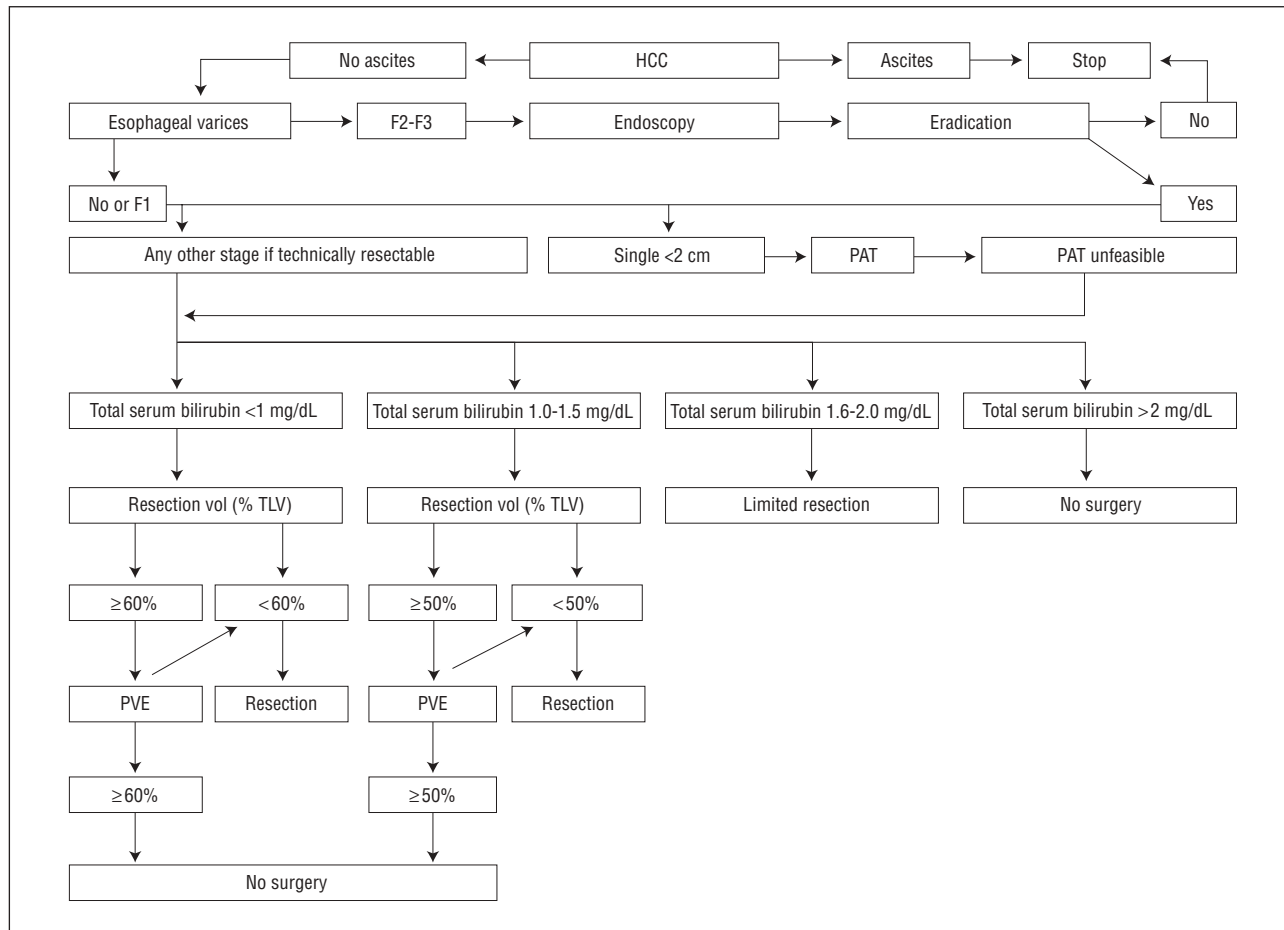 No ascites
HCC
Ascites
Stop
Esophageal varices
F2-F3
Endoscopy
Eradication
No
No or F1
Yes
Any other stage if technically resectable
Single <2 cm
PAT
PAT unfeasible
Total serum bilirubin <1 mg/dL
Total serum bilirubin 1.0-1.5 mg/dL
Total serum bilirubin 1.6-2.0 mg/dL
Total serum bilirubin >2 mg/dL
Resection vol (% TLV)
Resection vol (% TLV)
Limited resection
No surgery
≥60%
<60%
≥50%
<50%
PVE
Resection
PVE
Resection
≥60%
≥50%
No surgery